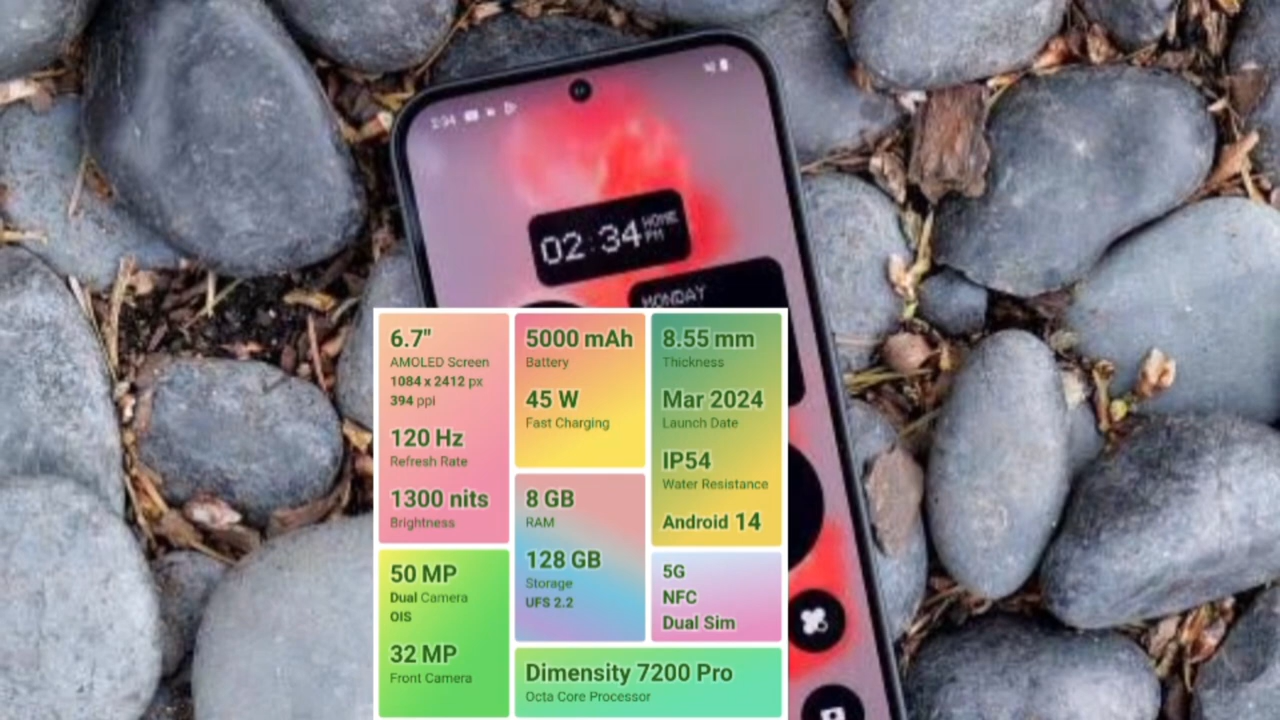 2:34
02:34 HOME
PM
MONDAY
6.7"
AMOLED Screen
1084 x 2412 px
394 ppi
120 Hz
Refresh Rate
1300 nits
Brightness
50 MP
Dual Camera
OIS
32 MP
Front Camera
5000 mAh
Battery
45 W
Fast Charging
8 GB
RAM
128 GB
Storage
UFS 2.2
8.55 mm
Thickness
Mar 2024
Launch Date
IP54
Water Resistance
Android 14
5G
NFC
Dual Sim
Dimensity 7200 Pro
Octa Core Processor